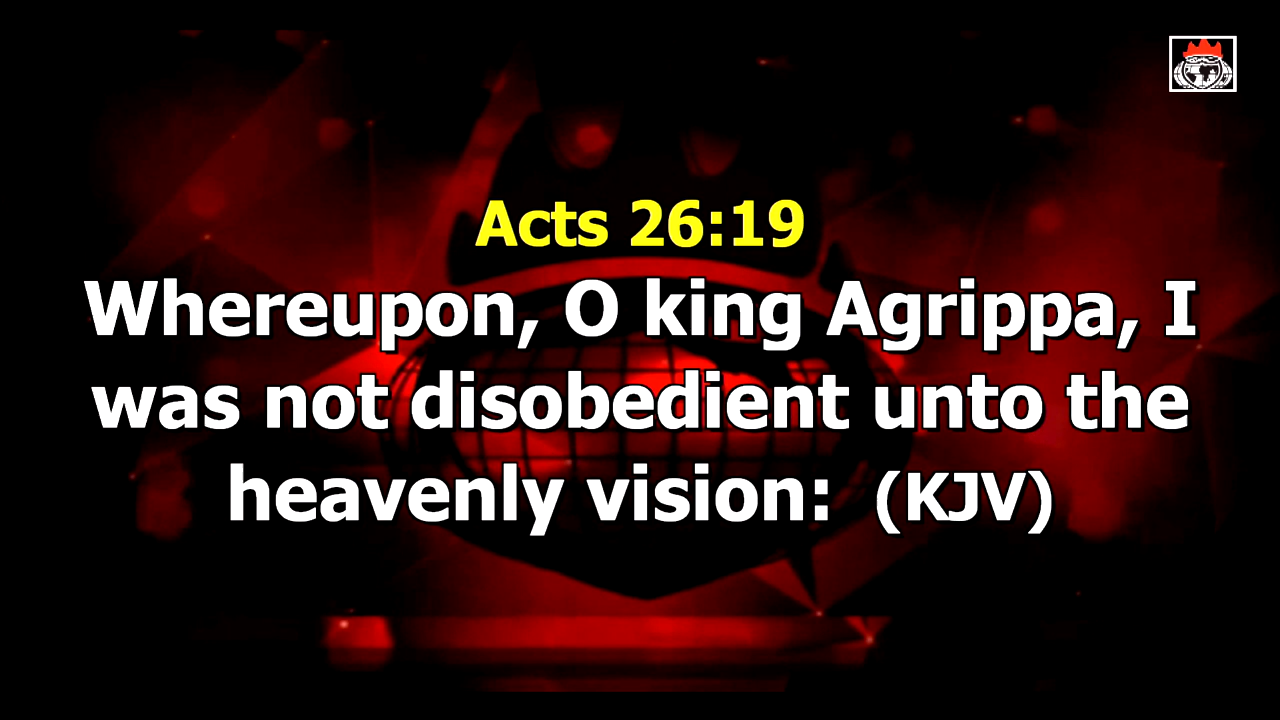 Acts 26:19
Whereupon, O king Agrippa, I
was not disobedient unto the
heavenly vision: (KJV)